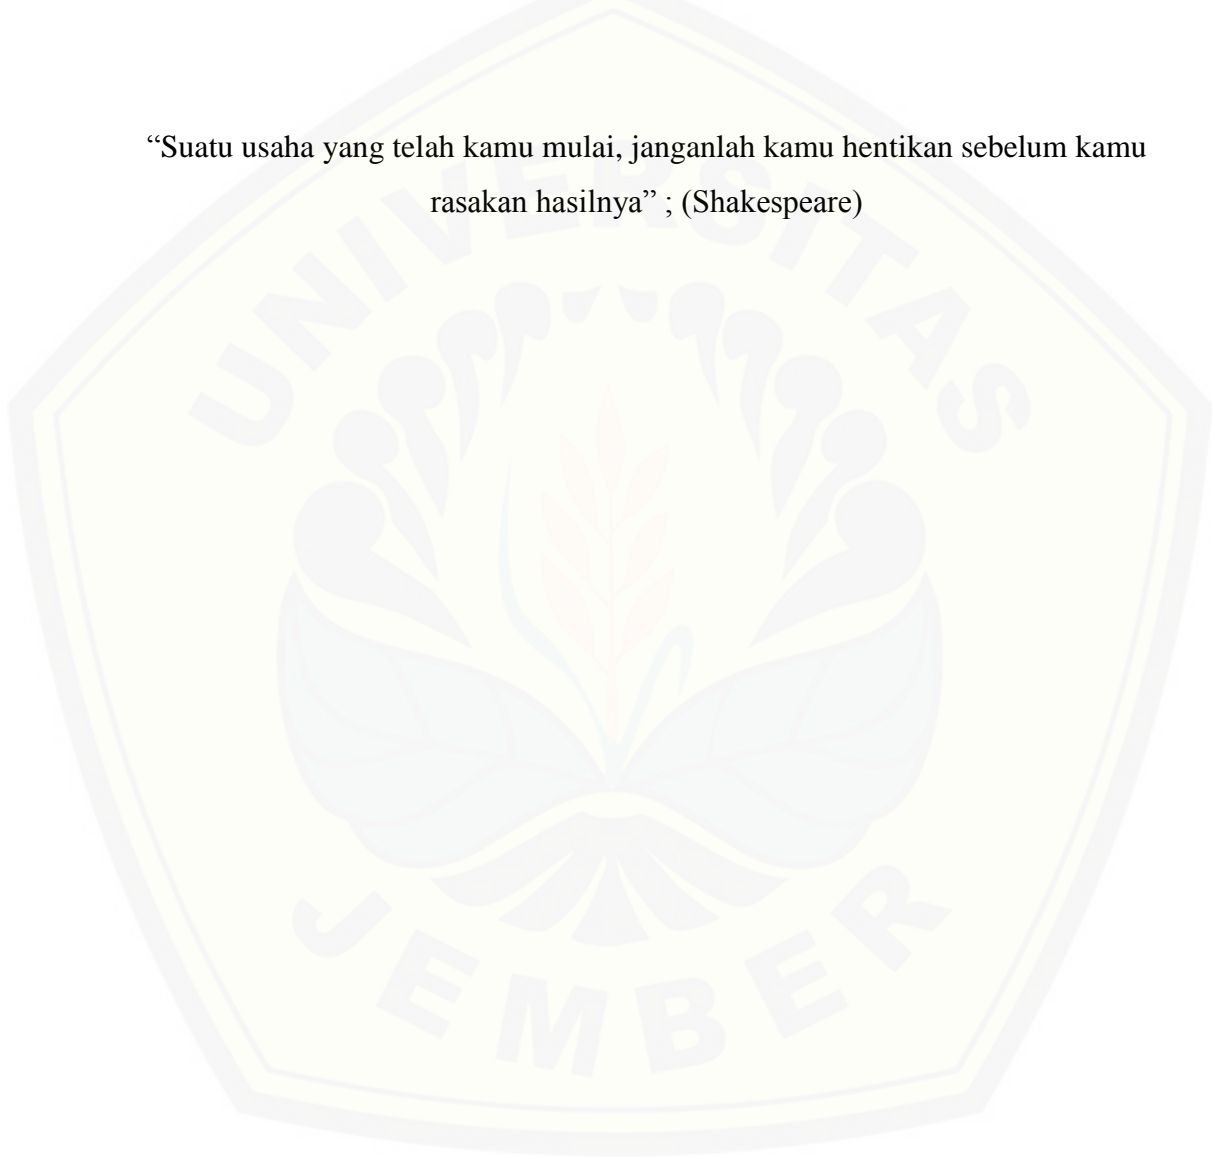 “Suatu usaha yang telah kamu mulai, janganlah kamu hentikan sebelum kamu
rasakan hasilnya” ; (Shakespeare)
UNIVERSITAS
JEMBER